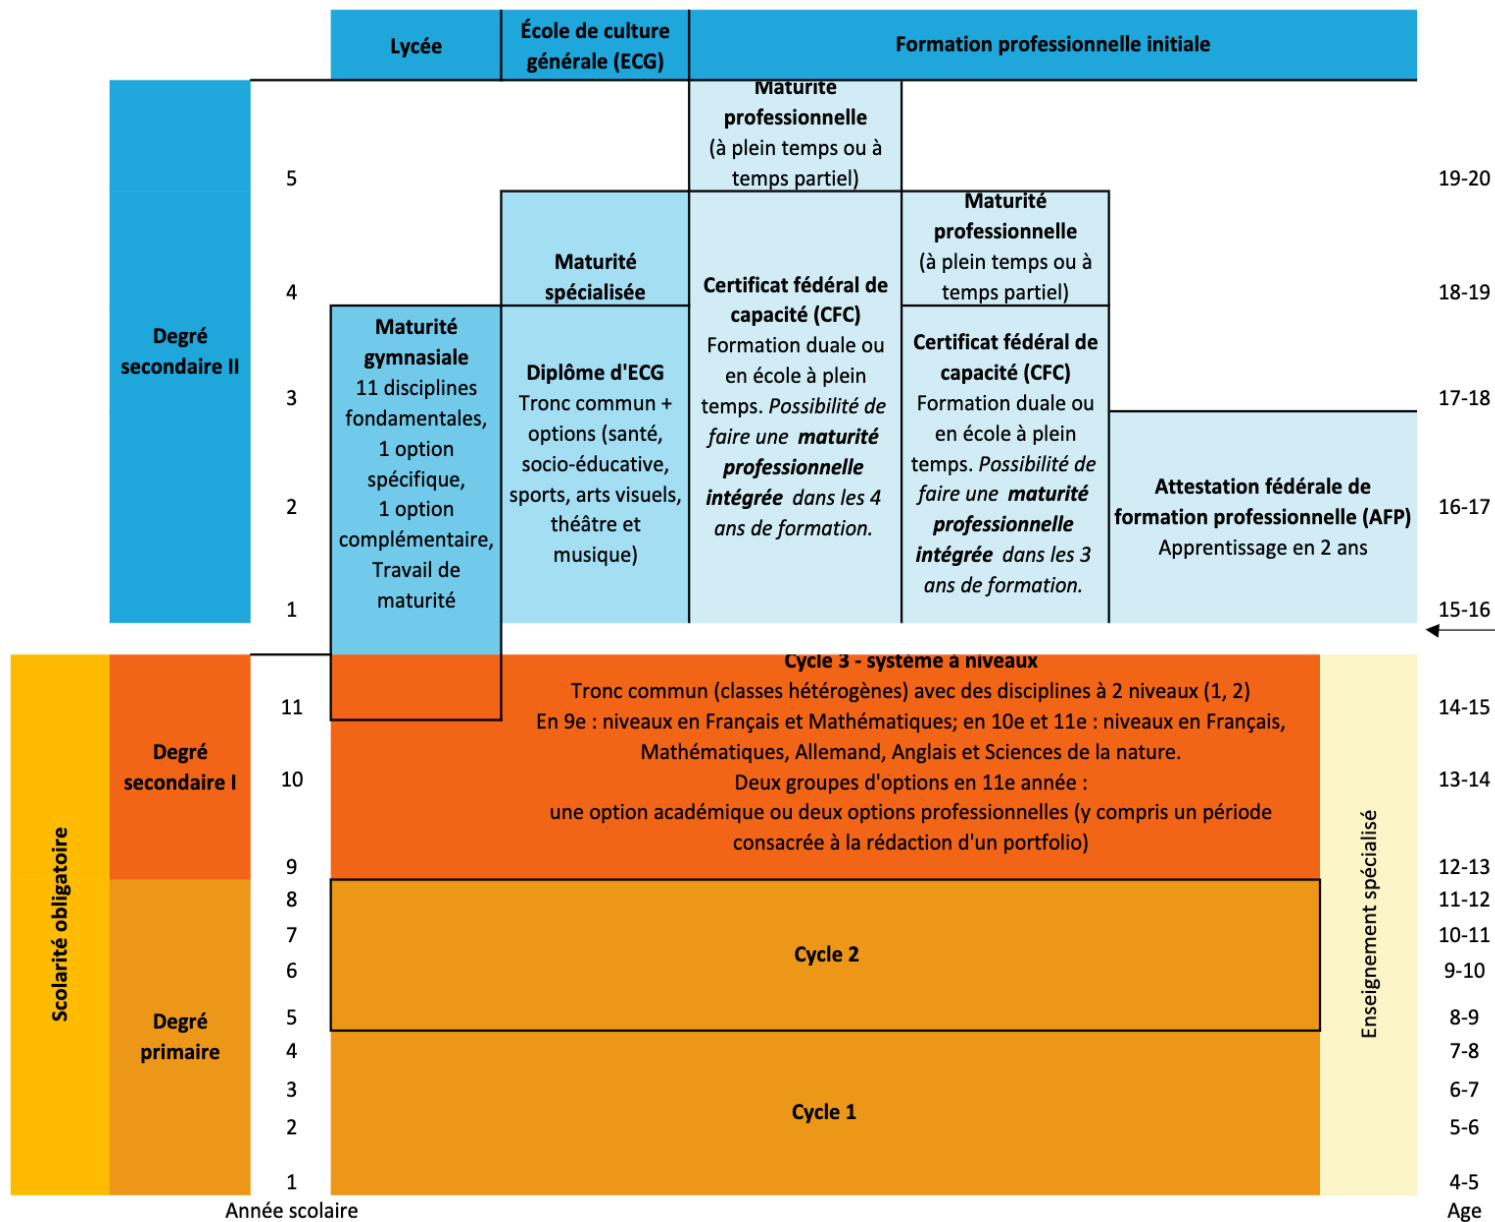 Lycée
École de culture
générale (ECG)
Formation professionnelle initiale
Maturité
professionnelle
(à plein temps ou à
temps partiel)
5
19-20
Maturité
professionnelle
(à plein temps ou à
temps partiel)
Maturité
spécialisée
4
18-19
Degré
secondaire II
Maturité
gymnasiale
11 disciplines
fondamentales,
1 option
spécifique,
1 option
complémentaire,
Travail de
maturité
Diplôme d'ECG
Tronc commun +
options (santé,
socio-éducative,
sports, arts visuels,
théâtre et
musique)
Certificat fédéral de
capacité (CFC)
Formation duale ou
en école à plein
temps. Possibilité de
faire une maturité
professionnelle
intégrée dans les 4
ans de formation.
Certificat fédéral de
capacité (CFC)
Formation duale ou
en école à plein
temps. Possibilité de
faire une maturité
professionnelle
intégrée dans les 3
ans de formation.
Attestation fédérale de
formation professionnelle (AFP)
Apprentissage en 2 ans
3
17-18
2
16-17
1
15-16
Scolarité obligatoire
Degré
secondaire I
Cycle 3 - système à niveaux
Tronc commun (classes hétérogènes) avec des disciplines à 2 niveaux (1, 2)
En 9e : niveaux en Français et Mathématiques; en 10e et 11e : niveaux en Français,
Mathématiques, Allemand, Anglais et Sciences de la nature.
Deux groupes d'options en 11e année :
une option académique ou deux options professionnelles (y compris un période
consacrée à la rédaction d'un portfolio)
Enseignement spécialisé
11
14-15
10
13-14
9
12-13
Degré
primaire
8
11-12
7
10-11
Cycle 2
6
9-10
5
8-9
4
7-8
3
6-7
Cycle 1
2
5-6
1
4-5
Année scolaire
Age